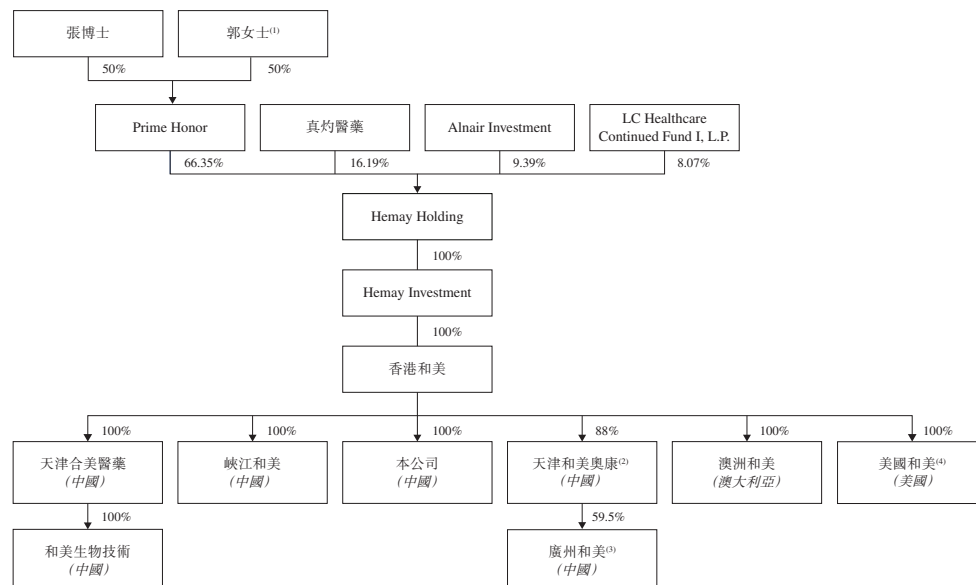 張博士
郭女士(1)
50%
50%
Prime Honor
真灼醫藥
Alnair Investment
LC Healthcare
Continued Fund I, L.P.
66.35%
16.19%
9.39%
8.07%
Hemay Holding
100%
Hemay Investment
100%
香港和美
100%
100%
100%
88%
100%
100%
天津合美醫藥
(中國)
峽江和美
(中國)
本公司
(中國)
天津和美奧康(2)
(中國)
澳洲和美
(澳大利亞)
美國和美(4)
(美國)
100%
59.5%
和美生物技術
(中國)
廣州和美(3)
(中國)